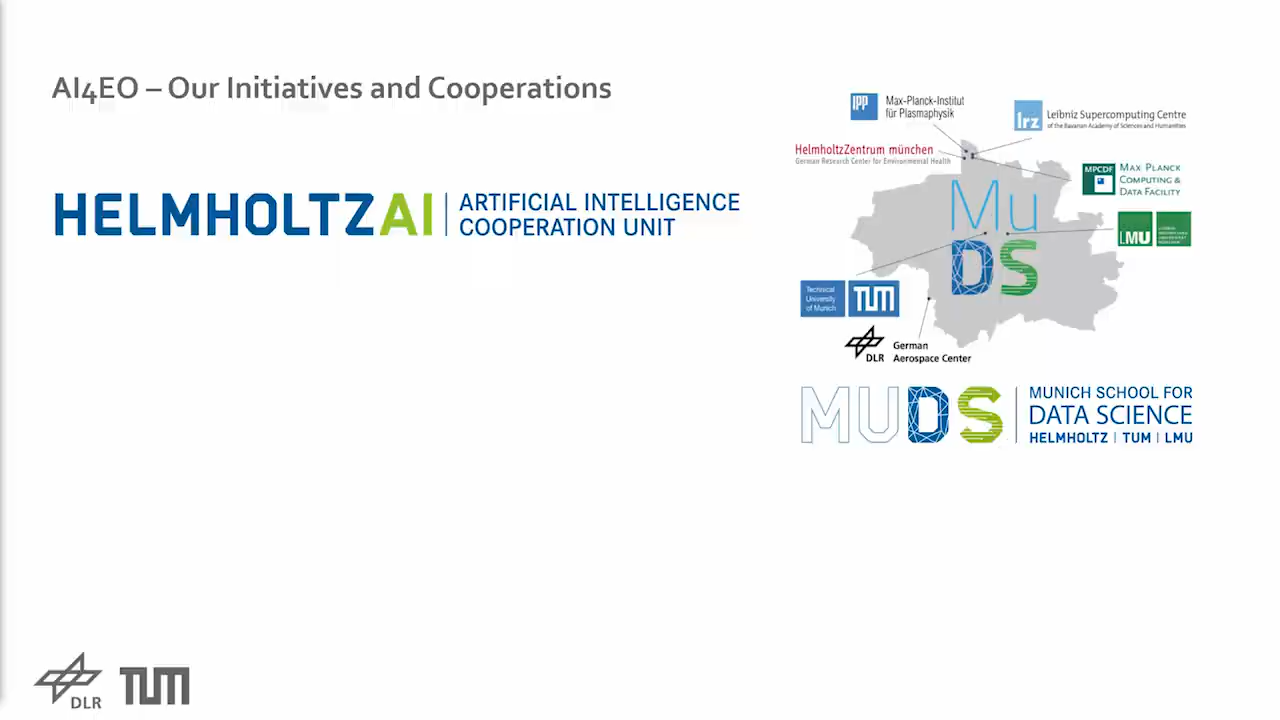 AI4EO – Our Initiatives and Cooperations
HELMHOLTZAI
ARTIFICIAL INTELLIGENCE
COOPERATION UNIT
IPP
Max-Planck-Institut
für Plasmaphysik
lrz
Leibniz Supercomputing Centre
of the Bavarian Academy of Sciences and Humanities
HelmholtzZentrum münchen
German Research Center for Environmental Health
MPCDF
MAX PLANCK
COMPUTING &
DATA FACILITY
Mu
DS
LMU
Technical
University
of Munich
TUM
DLR
German
Aerospace Center
MUDS
MUNICH SCHOOL FOR
DATA SCIENCE
HELMHOLTZ | TUM | LMU
DLR
TUM